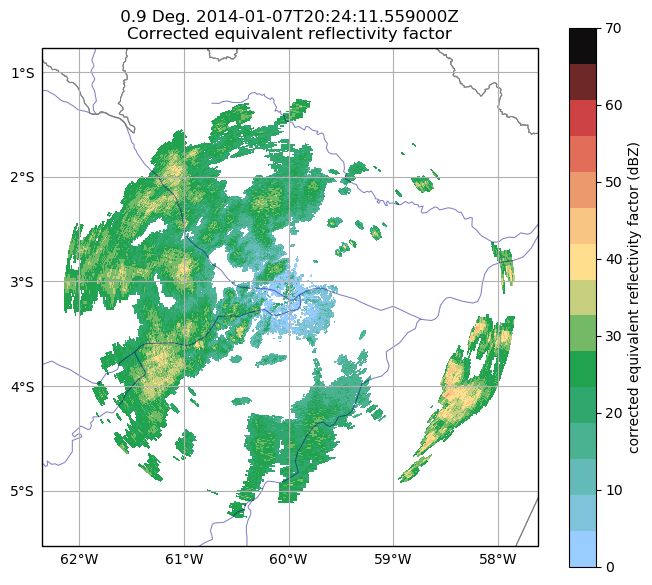 0.9 Deg. 2014-01-07T20:24:11.559000Z
Corrected equivalent reflectivity factor
1°S
2°S
3°S
4°S
5°S
62°W
61°W
60°W
59°W
58°W
70
60
50
40
30
20
10
0
corrected equivalent reflectivity factor (dBZ)